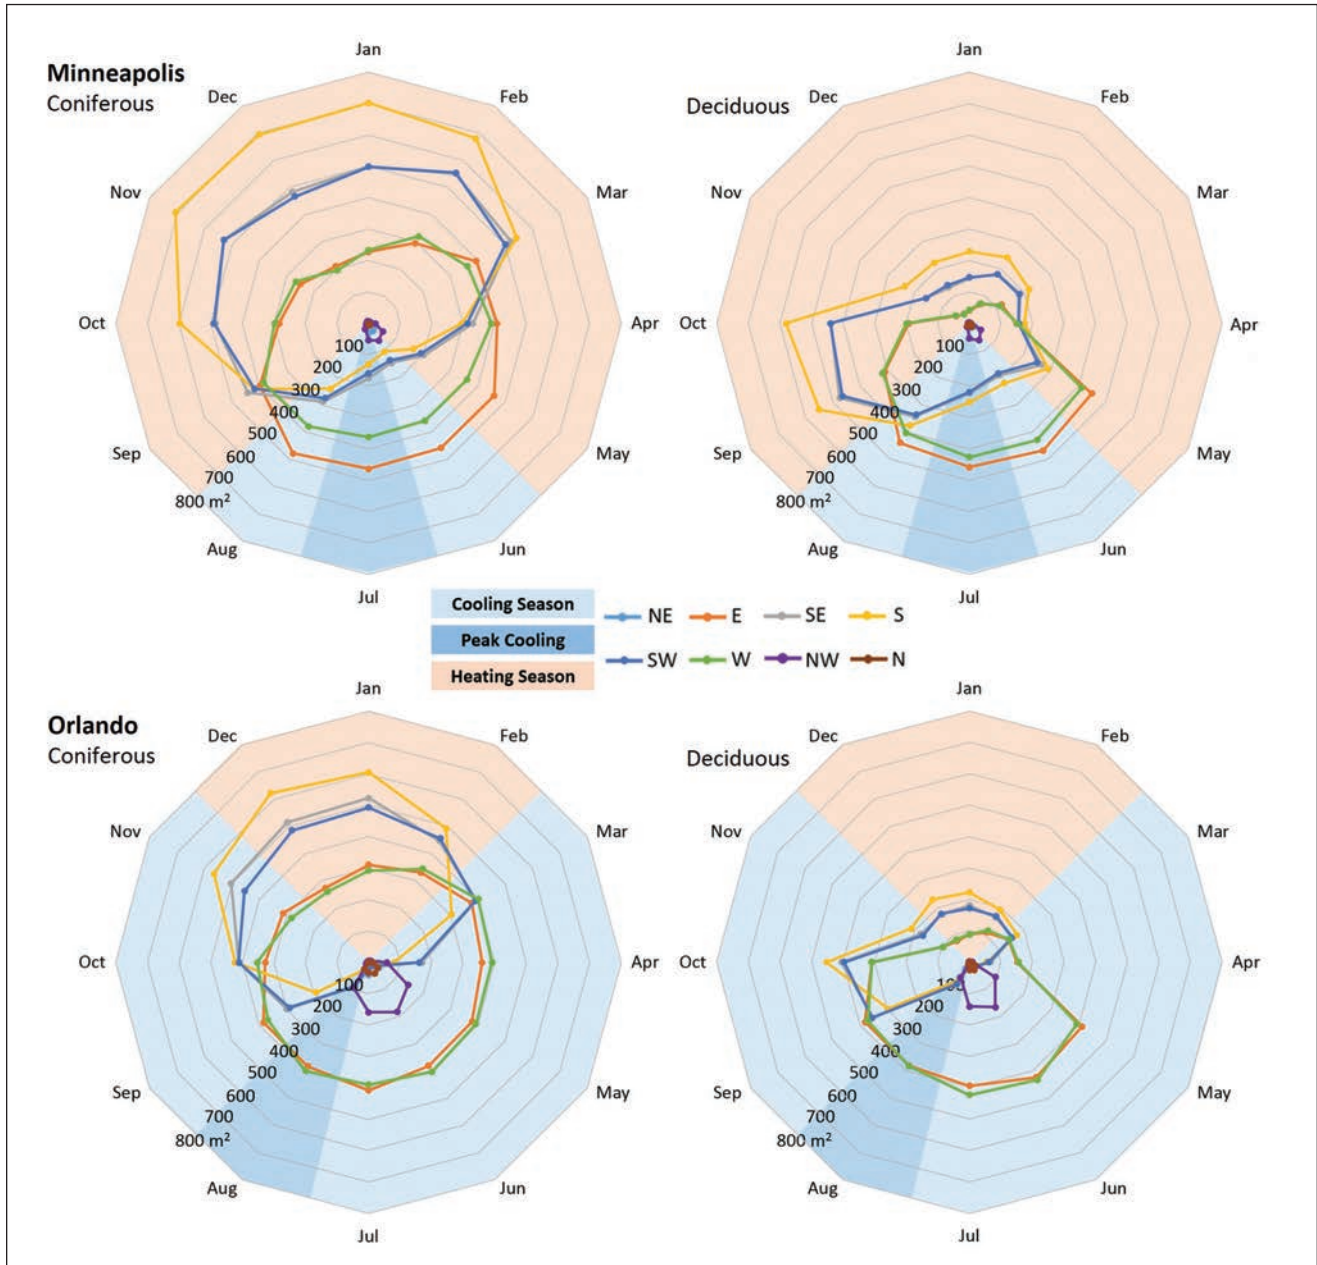 Minneapolis
Coniferous
Jan
Feb
Mar
Apr
May
Jun
Jul
Aug
Sep
Oct
Nov
Dec
100
200
300
400
500
600
700
800 m²
Deciduous
Jan
Feb
Mar
Apr
May
Jun
Jul
Aug
Sep
Oct
Nov
Dec
100
200
300
400
500
600
700
800 m²
Cooling Season
Peak Cooling
Heating Season
NE E SE S
SW W NW N
Orlando
Coniferous
Jan
Feb
Mar
Apr
May
Jun
Jul
Aug
Sep
Oct
Nov
Dec
100
200
300
400
500
600
700
800 m²
Deciduous
Jan
Feb
Mar
Apr
May
Jun
Jul
Aug
Sep
Oct
Nov
Dec
100
200
300
400
500
600
700
800 m²